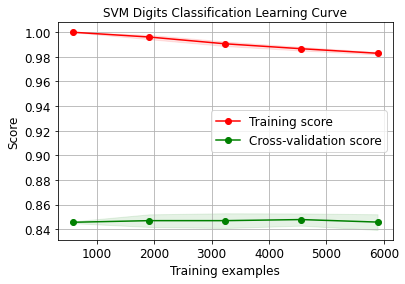 SVM Digits Classification Learning Curve
1.00
0.98
0.96
0.94
0.92
0.90
0.88
0.86
0.84
Score
Training score
Cross-validation score
1000 2000 3000 4000 5000 6000
Training examples